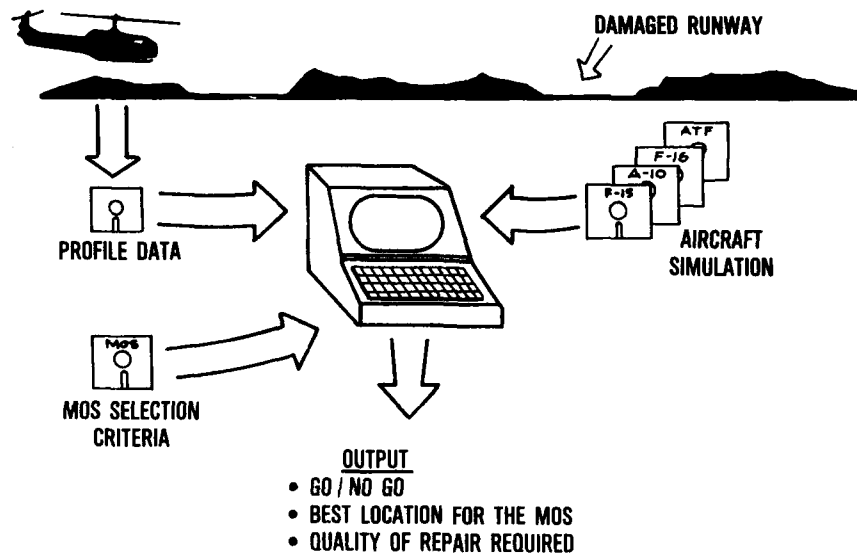 DAMAGED RUNWAY
ATF
F-16
A-10
F-15
PROFILE DATA
AIRCRAFT
SIMULATION
MOS
MOS SELECTION
CRITERIA
OUTPUT
• GO / NO GO
• BEST LOCATION FOR THE MOS
• QUALITY OF REPAIR REQUIRED